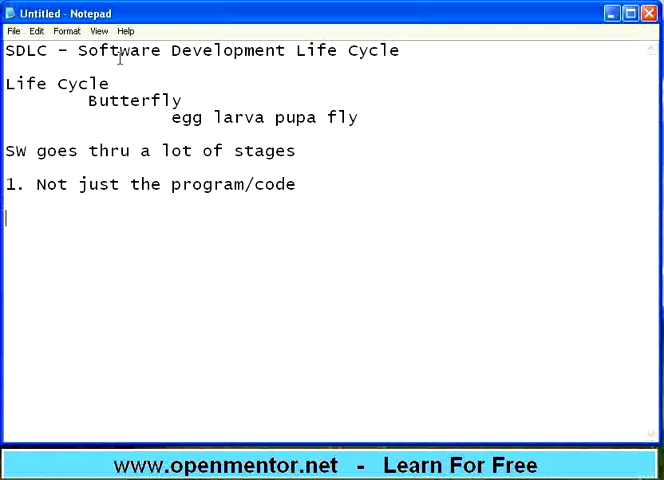 Untitled - Notepad
File Edit Format View Help
SDLC - Software Development Life Cycle
Life Cycle
Butterfly
egg larva pupa fly
SW goes thru a lot of stages
1. Not just the program/code
www.openmentor.net - Learn For Free